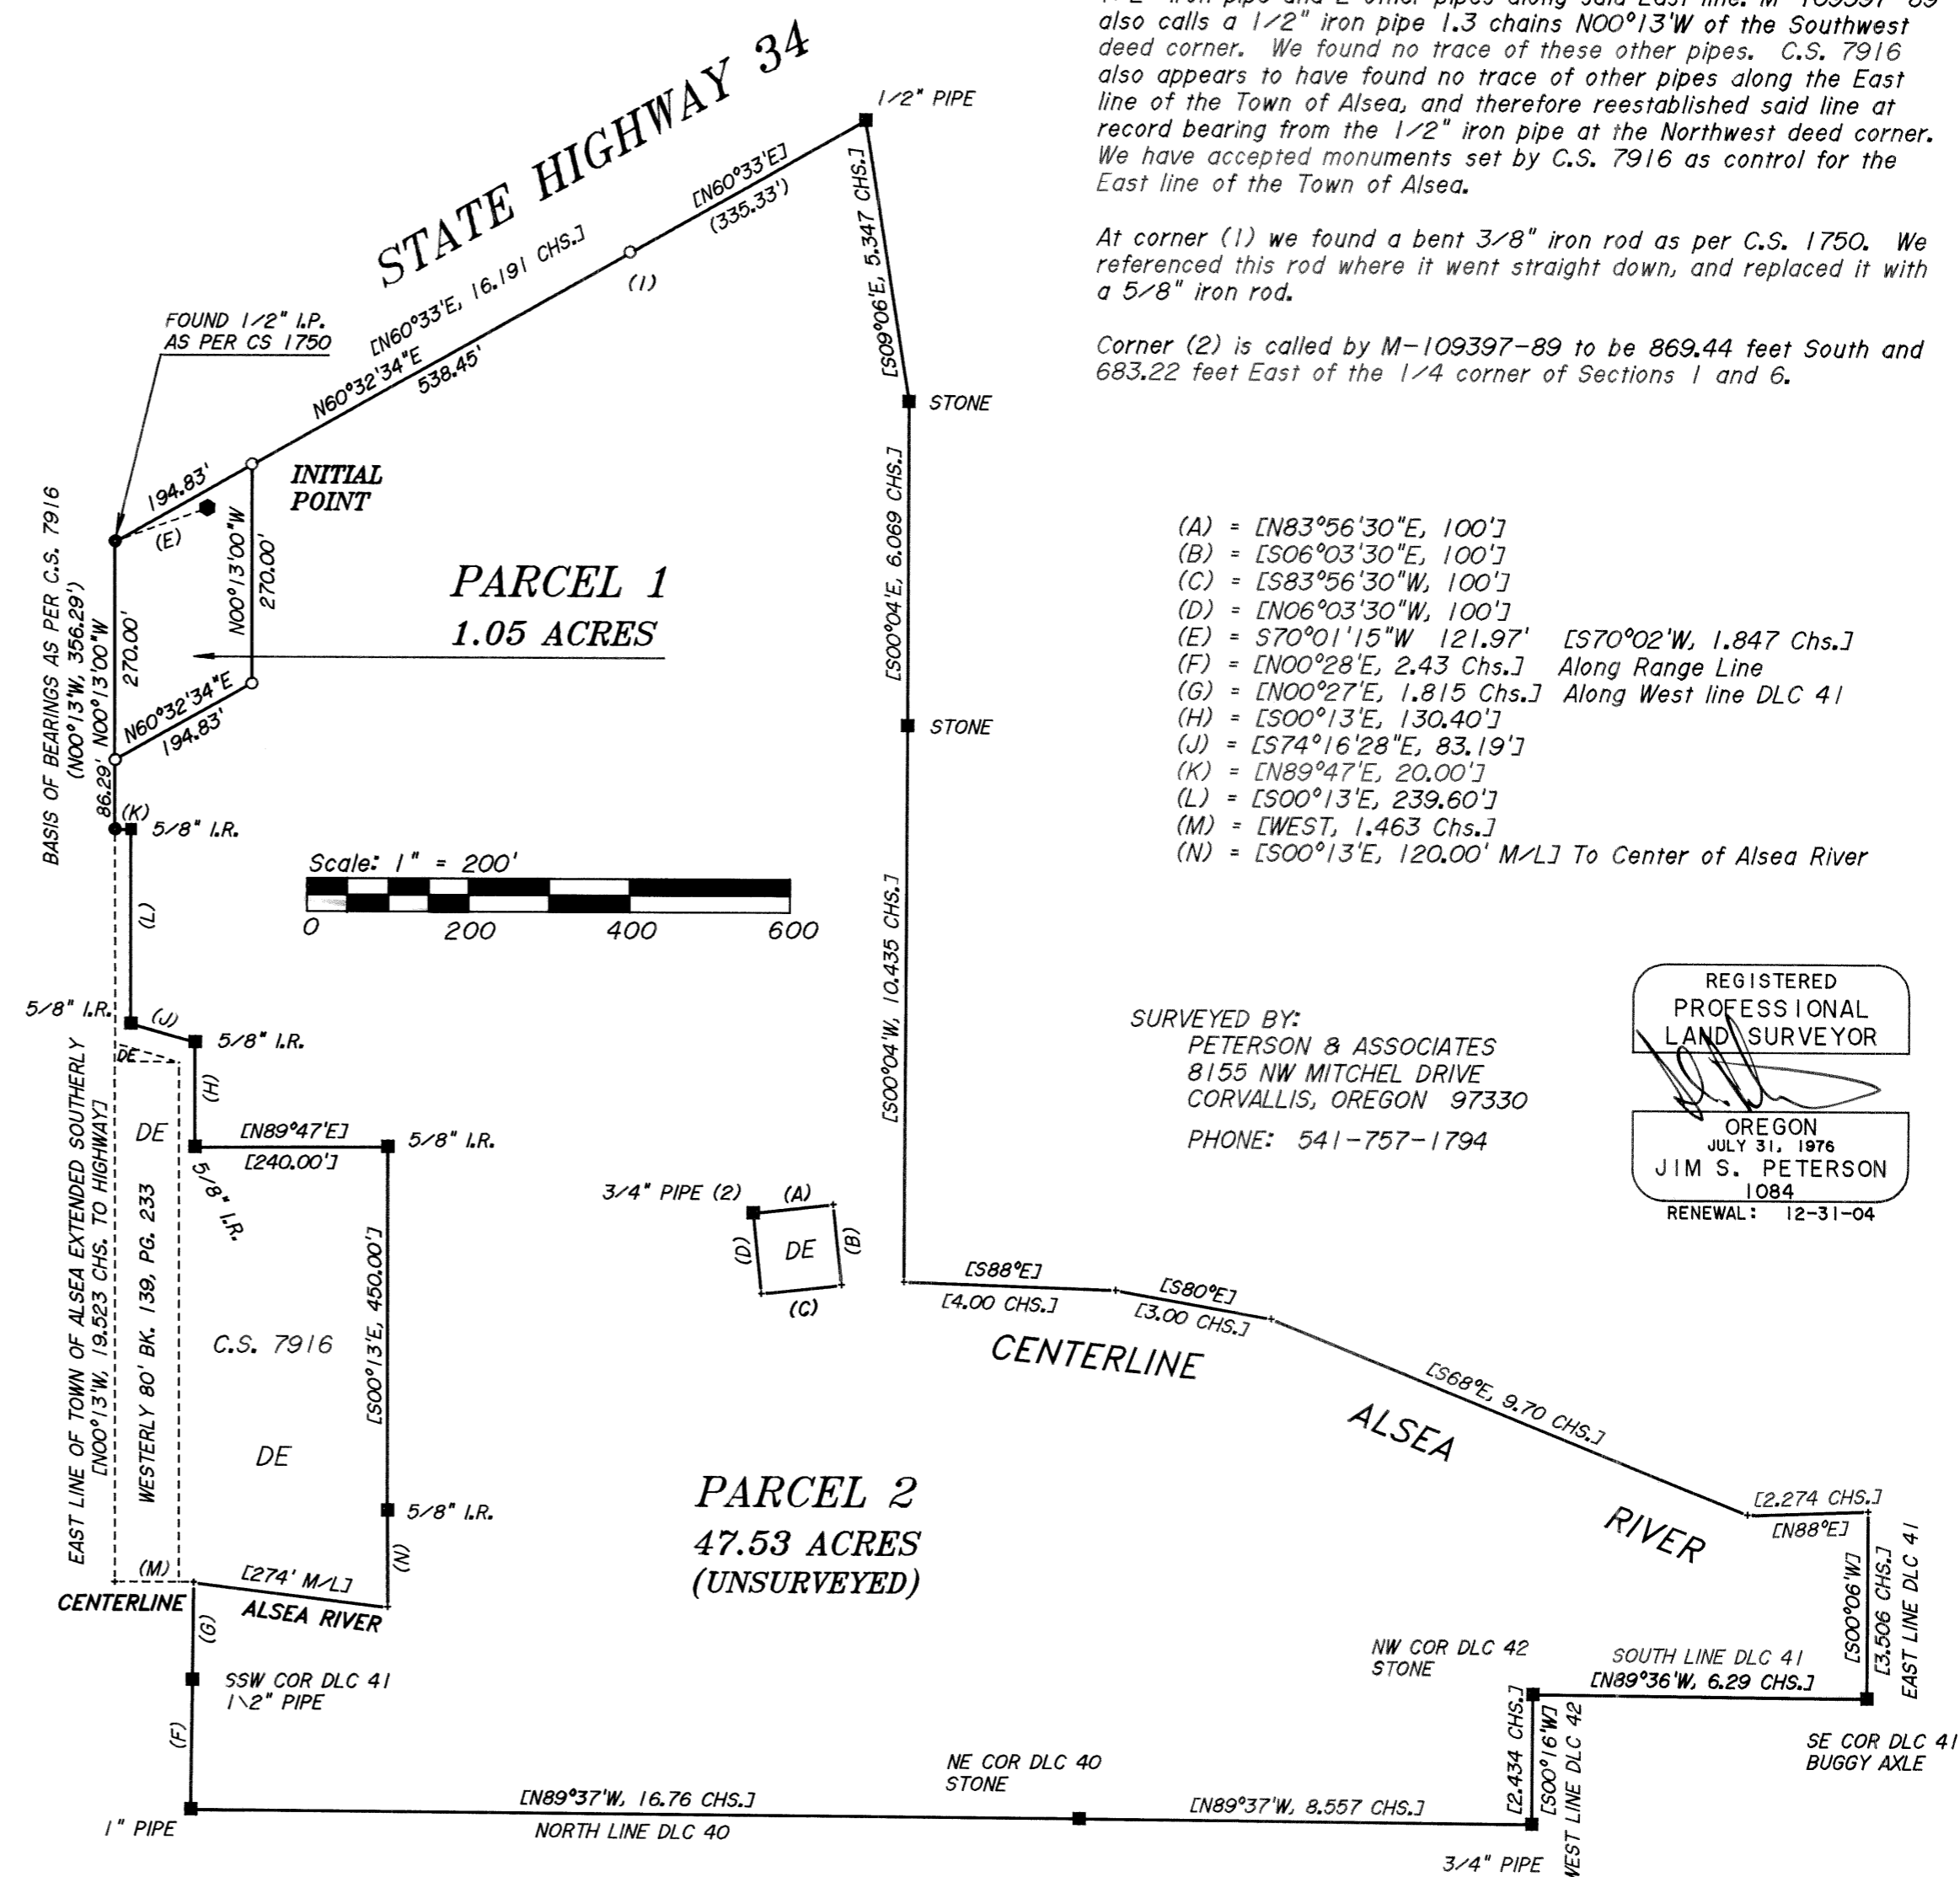 also calls a 1/2" iron pipe 1.3 chains N00°13'W of the Southwest
deed corner. We found no trace of these other pipes. C.S. 7916
also appears to have found no trace of other pipes along the East
line of the Town of Alsea, and therefore reestablished said line at
record bearing from the 1/2" iron pipe at the Northwest deed corner.
We have accepted monuments set by C.S. 7916 as control for the
East line of the Town of Alsea.
At corner (1) we found a bent 3/8" iron rod as per C.S. 1750. We
referenced this rod where it went straight down, and replaced it with
a 5/8" iron rod.
Corner (2) is called by M-109397-89 to be 869.44 feet South and
683.22 feet East of the 1/4 corner of Sections 1 and 6.
STATE HIGHWAY 34
1/2" PIPE
[N60°33'E]
(335.33')
[N60°33'E, 16.191 CHS.]
(1)
N60°32'34"E
538.45'
[S09°06'E, 5.347 CHS.]
STONE
FOUND 1/2" I.P.
AS PER CS 1750
194.83'
INITIAL
POINT
(E)
BASIS OF BEARINGS AS PER C.S. 7916
(N00°13'W, 356.29')
N00°13'00"W
270.00'
N00°13'00"W
270.00'
PARCEL 1
1.05 ACRES
N60°32'34"E
194.83'
86.29'
(K)
5/8" I.R.
[S00°04'E, 6.069 CHS.]
STONE
(A) = [N83°56'30"E, 100']
(B) = [S06°03'30"E, 100']
(C) = [S83°56'30"W, 100']
(D) = [N06°03'30"W, 100']
(E) = S70°01'15"W 121.97' [S70°02'W, 1.847 Chs.]
(F) = [N00°28'E, 2.43 Chs.] Along Range Line
(G) = [N00°27'E, 1.815 Chs.] Along West line DLC 41
(H) = [S00°13'E, 130.40']
(J) = [S74°16'28"E, 83.19']
(K) = [N89°47'E, 20.00']
(L) = [S00°13'E, 239.60']
(M) = [WEST, 1.463 Chs.]
(N) = [S00°13'E, 120.00' M/L] To Center of Alsea River
Scale: 1" = 200'
0 200 400 600
(L)
5/8" I.R.
(J)
5/8" I.R.
DE
(H)
DE
[N89°47'E]
[240.00']
5/8" I.R.
5/8" I.R.
EAST LINE OF TOWN OF ALSEA EXTENDED SOUTHERLY
[N00°13'W, 19.523 CHS. TO HIGHWAY]
WESTERLY 80' BK. 139, PG. 233
C.S. 7916
DE
[S00°13'E, 450.00']
5/8" I.R.
(N)
(M)
[274' M/L]
CENTERLINE
ALSEA RIVER
(G)
SSW COR DLC 41
1\2" PIPE
(F)
1" PIPE
[S00°04'W, 10.435 CHS.]
SURVEYED BY:
PETERSON & ASSOCIATES
8155 NW MITCHEL DRIVE
CORVALLIS, OREGON 97330
PHONE: 541-757-1794
REGISTERED
PROFESSIONAL
LAND SURVEYOR
OREGON
JULY 31, 1976
JIM S. PETERSON
1084
RENEWAL: 12-31-04
3/4" PIPE (2)
(A)
(D)
DE
(B)
(C)
[S88°E]
[4.00 CHS.]
[S80°E]
[3.00 CHS.]
CENTERLINE
ALSEA
RIVER
[S68°E, 9.70 CHS.]
[2.274 CHS.]
[N88°E]
[S00°06'W]
[3.506 CHS.]
EAST LINE DLC 41
PARCEL 2
47.53 ACRES
(UNSURVEYED)
NW COR DLC 42
STONE
SOUTH LINE DLC 41
[N89°36'W, 6.29 CHS.]
SE COR DLC 41
BUGGY AXLE
[2.434 CHS.]
[S00°16'W]
WEST LINE DLC 42
NE COR DLC 40
STONE
[N89°37'W, 16.76 CHS.]
NORTH LINE DLC 40
[N89°37'W, 8.557 CHS.]
3/4" PIPE